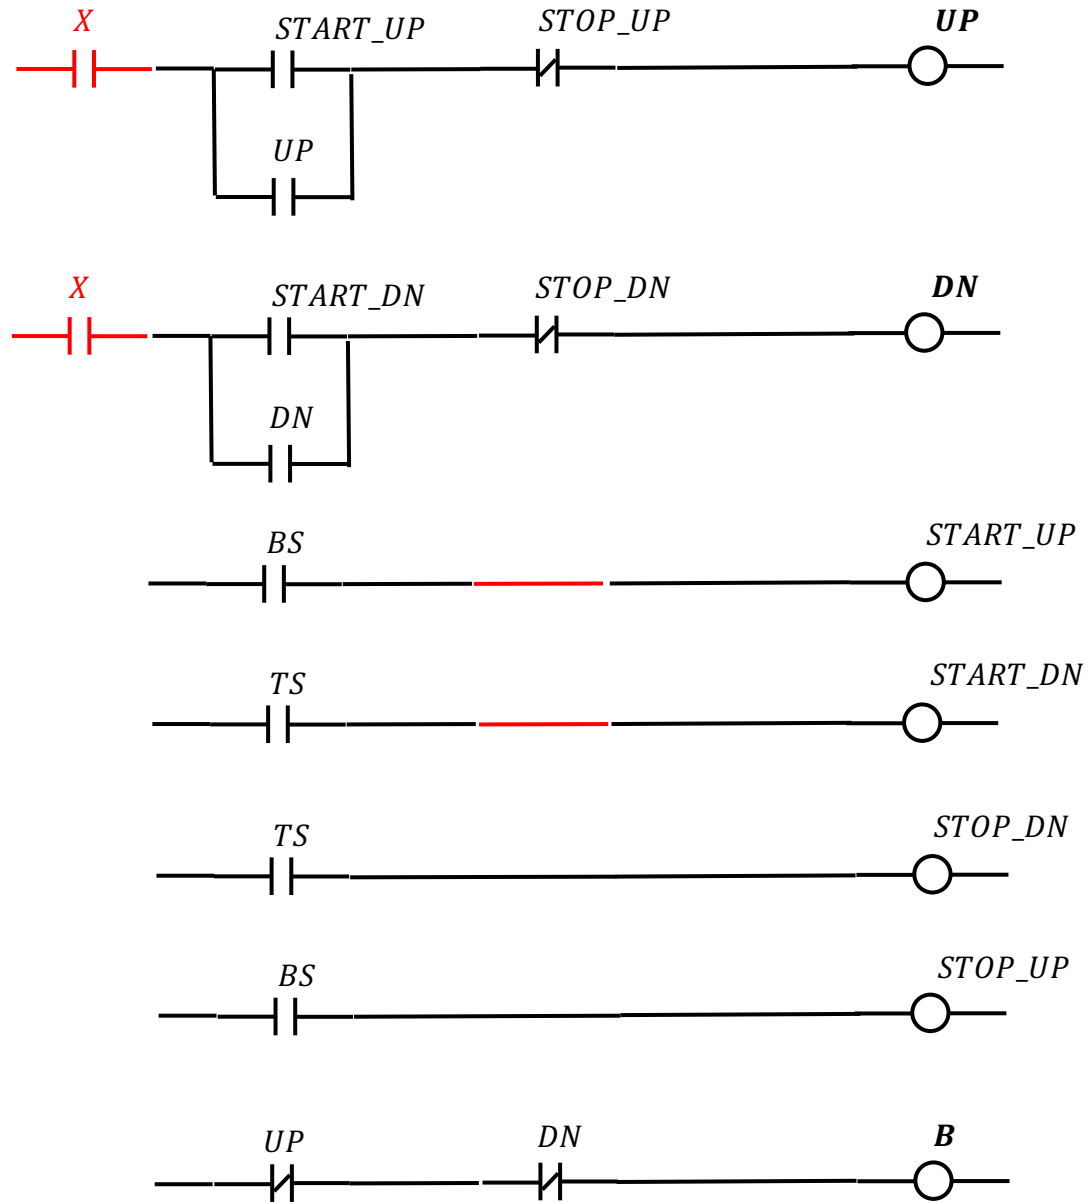 X START_UP STOP_UP UP
UP
X START_DN STOP_DN DN
DN
BS START_UP
TS START_DN
TS STOP_DN
BS STOP_UP
UP DN B